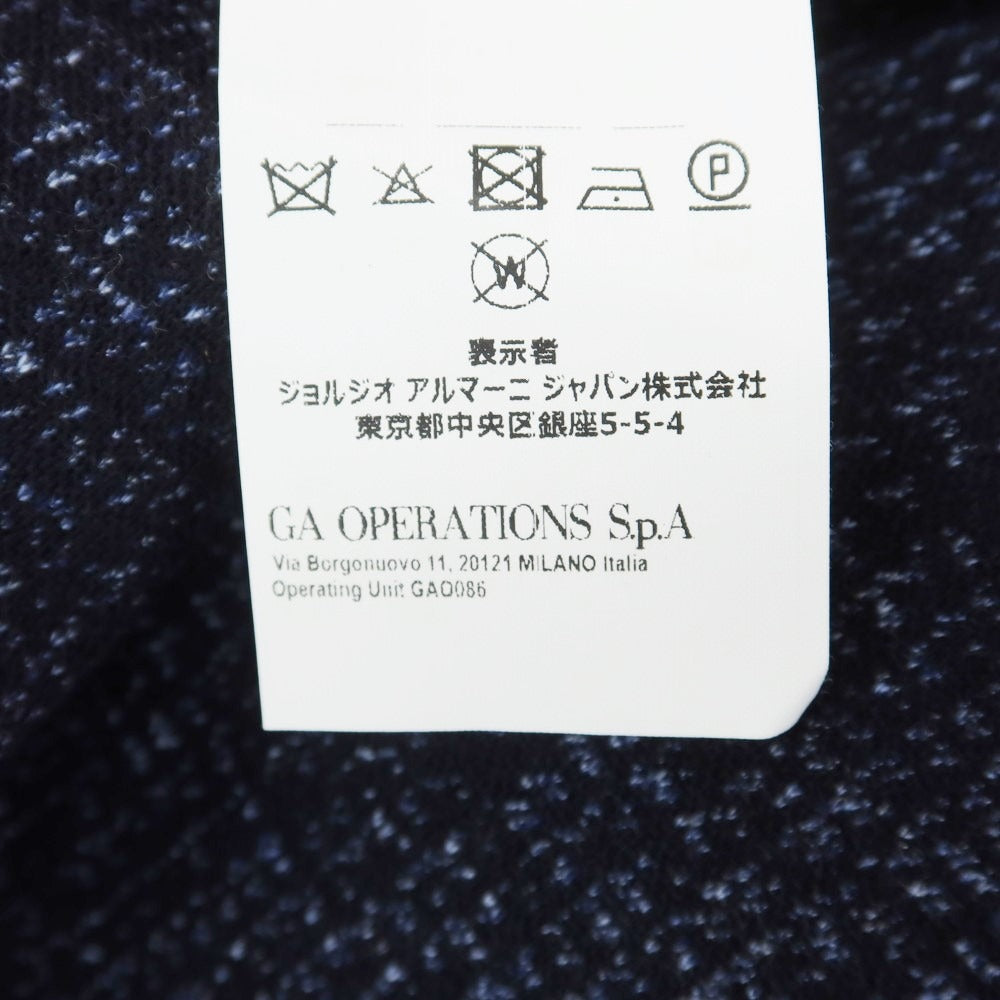 P
W
表示者
ジョルジオ アルマーニ ジャパン株式会社
東京都中央区銀座5-5-4
GA OPERATIONS S.p.A
Via Borgonuovo 11, 20121 MILANO Italia
Operating Unit GAO086